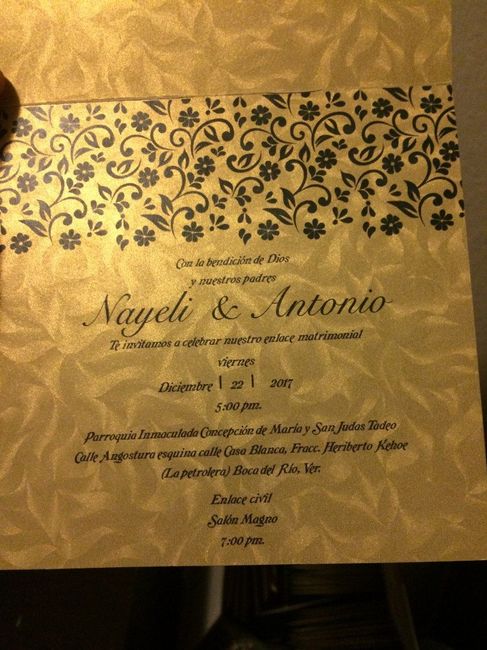 Con la bendición de Dios
y nuestros padres
Nayeli & Antonio
Te invitamos a celebrar nuestro enlace matrimonial
viernes
Diciembre | 22 | 2017
5:00 pm.
Parroquia Inmaculada Concepción de María y San Judas Tadeo
Calle Angostura esquina calle Casa Blanca, Fracc. Heriberto Kehoe
(La petrolera) Boca del Río, Ver.
Enlace civil
Salón Magno
7:00 pm.